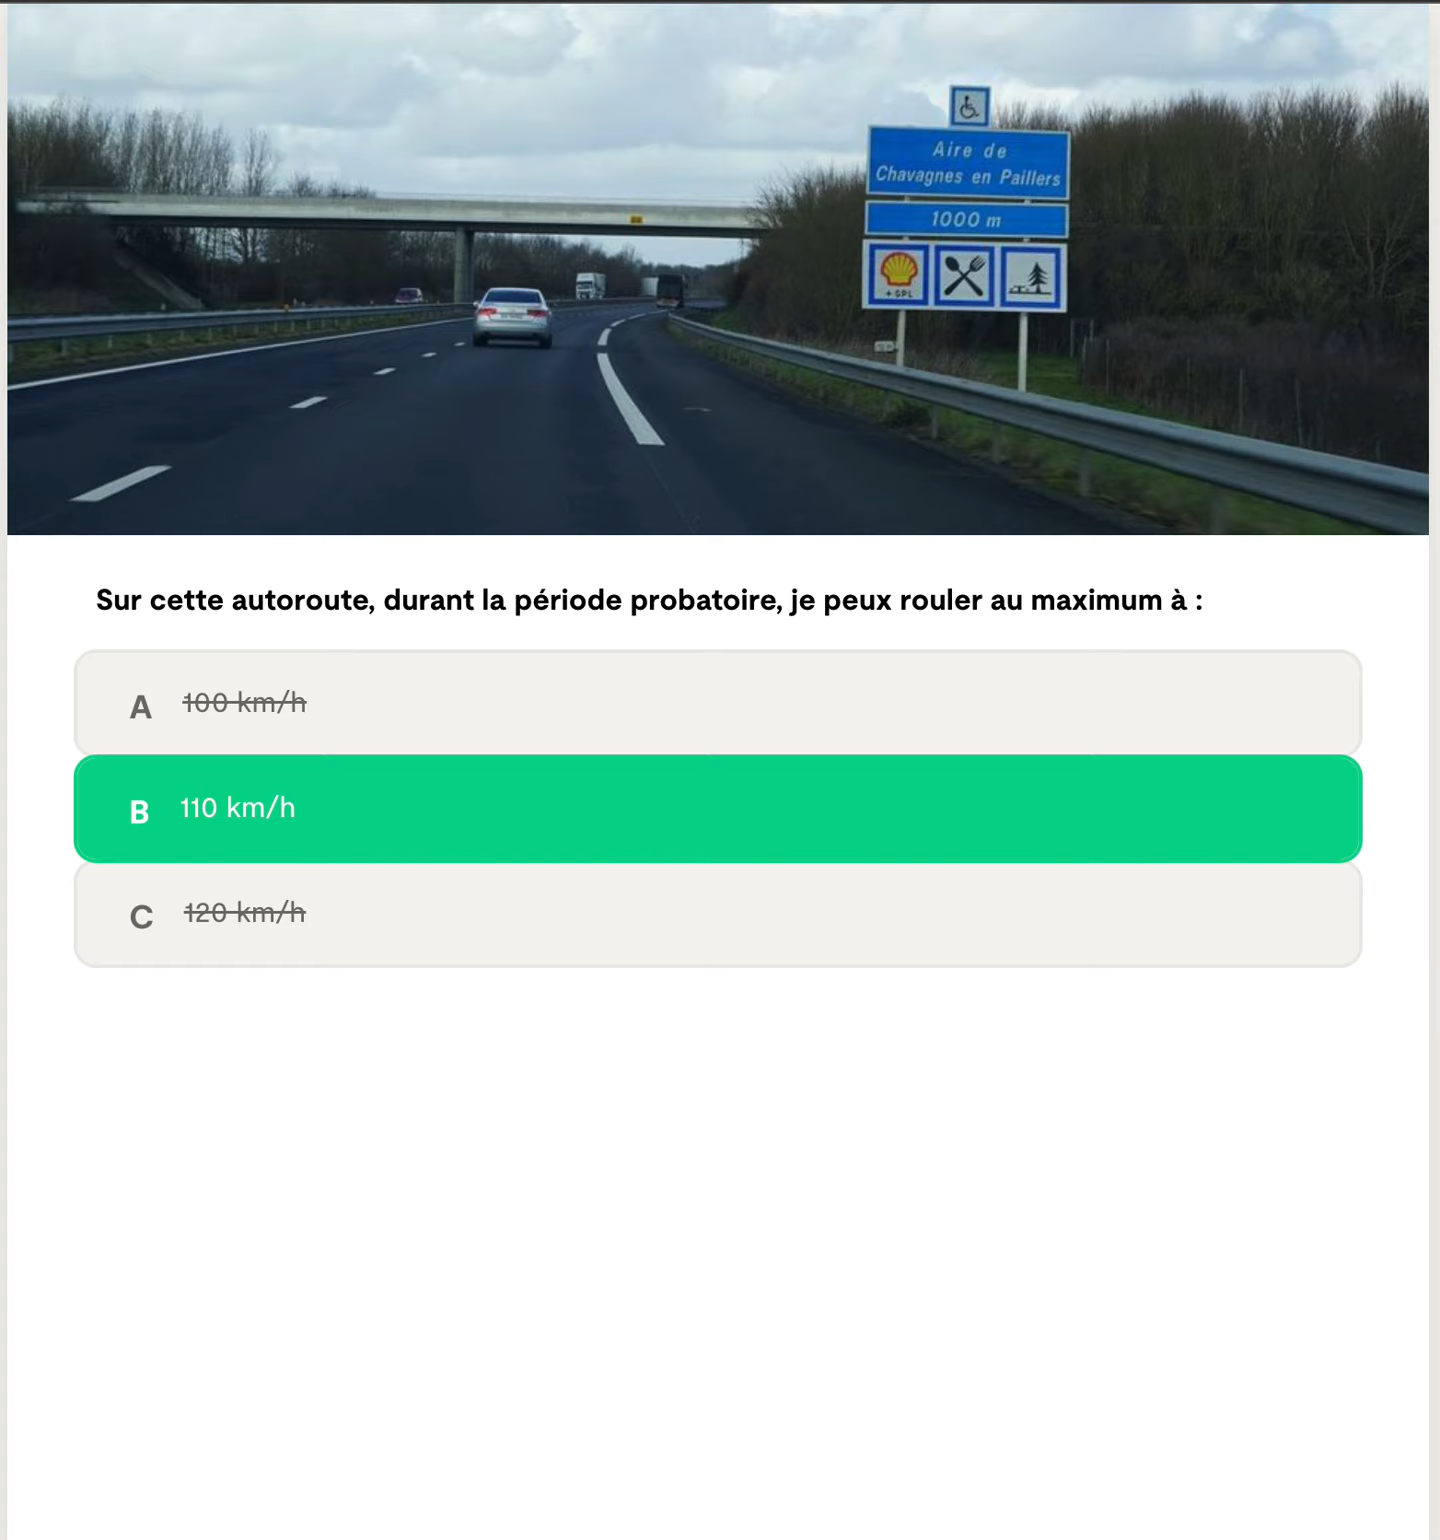 Aire de
Chavagnes en Paillers
1000 m
+ GPL
Sur cette autoroute, durant la période probatoire, je peux rouler au maximum à :
A 100 km/h
B 110 km/h
C 120 km/h